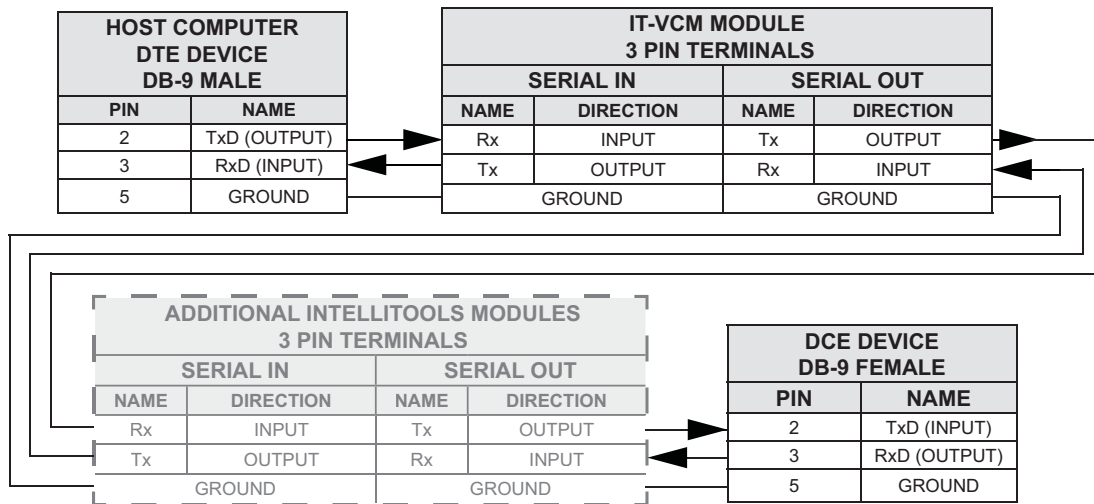 HOST COMPUTER
DTE DEVICE
DB-9 MALE
PIN NAME
2 TxD (OUTPUT)
3 RxD (INPUT)
5 GROUND
IT-VCM MODULE
3 PIN TERMINALS
SERIAL IN SERIAL OUT
NAME DIRECTION NAME DIRECTION
Rx INPUT Tx OUTPUT
Tx OUTPUT Rx INPUT
GROUND GROUND
ADDITIONAL INTELLITOOLS MODULES
3 PIN TERMINALS
SERIAL IN SERIAL OUT
NAME DIRECTION NAME DIRECTION
Rx INPUT Tx OUTPUT
Tx OUTPUT Rx INPUT
GROUND GROUND
DCE DEVICE
DB-9 FEMALE
PIN NAME
2 TxD (INPUT)
3 RxD (OUTPUT)
5 GROUND